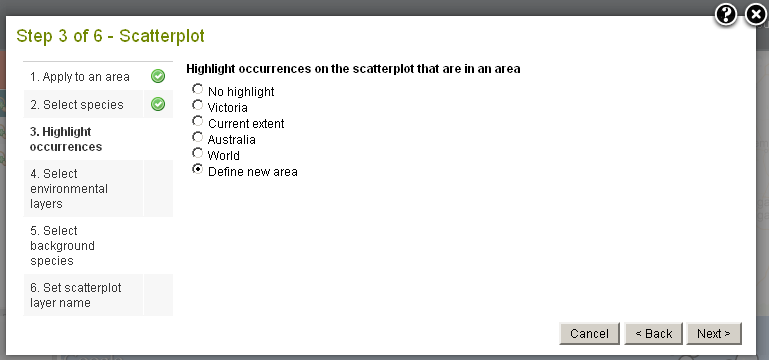 Step 3 of 6 - Scatterplot
1. Apply to an area
2. Select species
3. Highlight
occurrences
4. Select
environmental
layers
5. Select
background
species
6. Set scatterplot
layer name
Highlight occurrences on the scatterplot that are in an area
No highlight
Victoria
Current extent
Australia
World
Define new area
Cancel
< Back
Next >